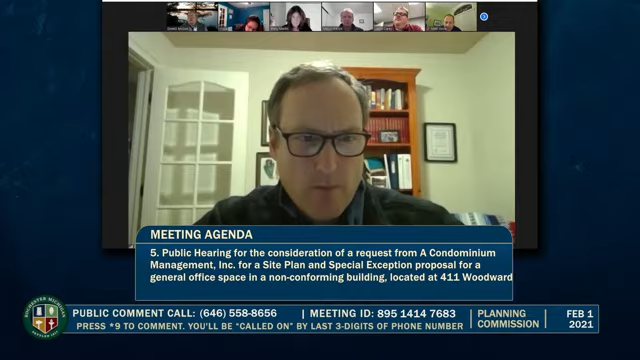 MEETING AGENDA
5. Public Hearing for the consideration of a request from A Condominium
Management, Inc. for a Site Plan and Special Exception proposal for a
general office space in a non-conforming building, located at 411 Woodward
PUBLIC COMMENT CALL: (646) 558-8656 | MEETING ID: 895 1414 7683
PRESS *9 TO COMMENT. YOU'LL BE "CALLED ON" BY LAST 3-DIGITS OF PHONE NUMBER
PLANNING
COMMISSION
FEB 1
2021